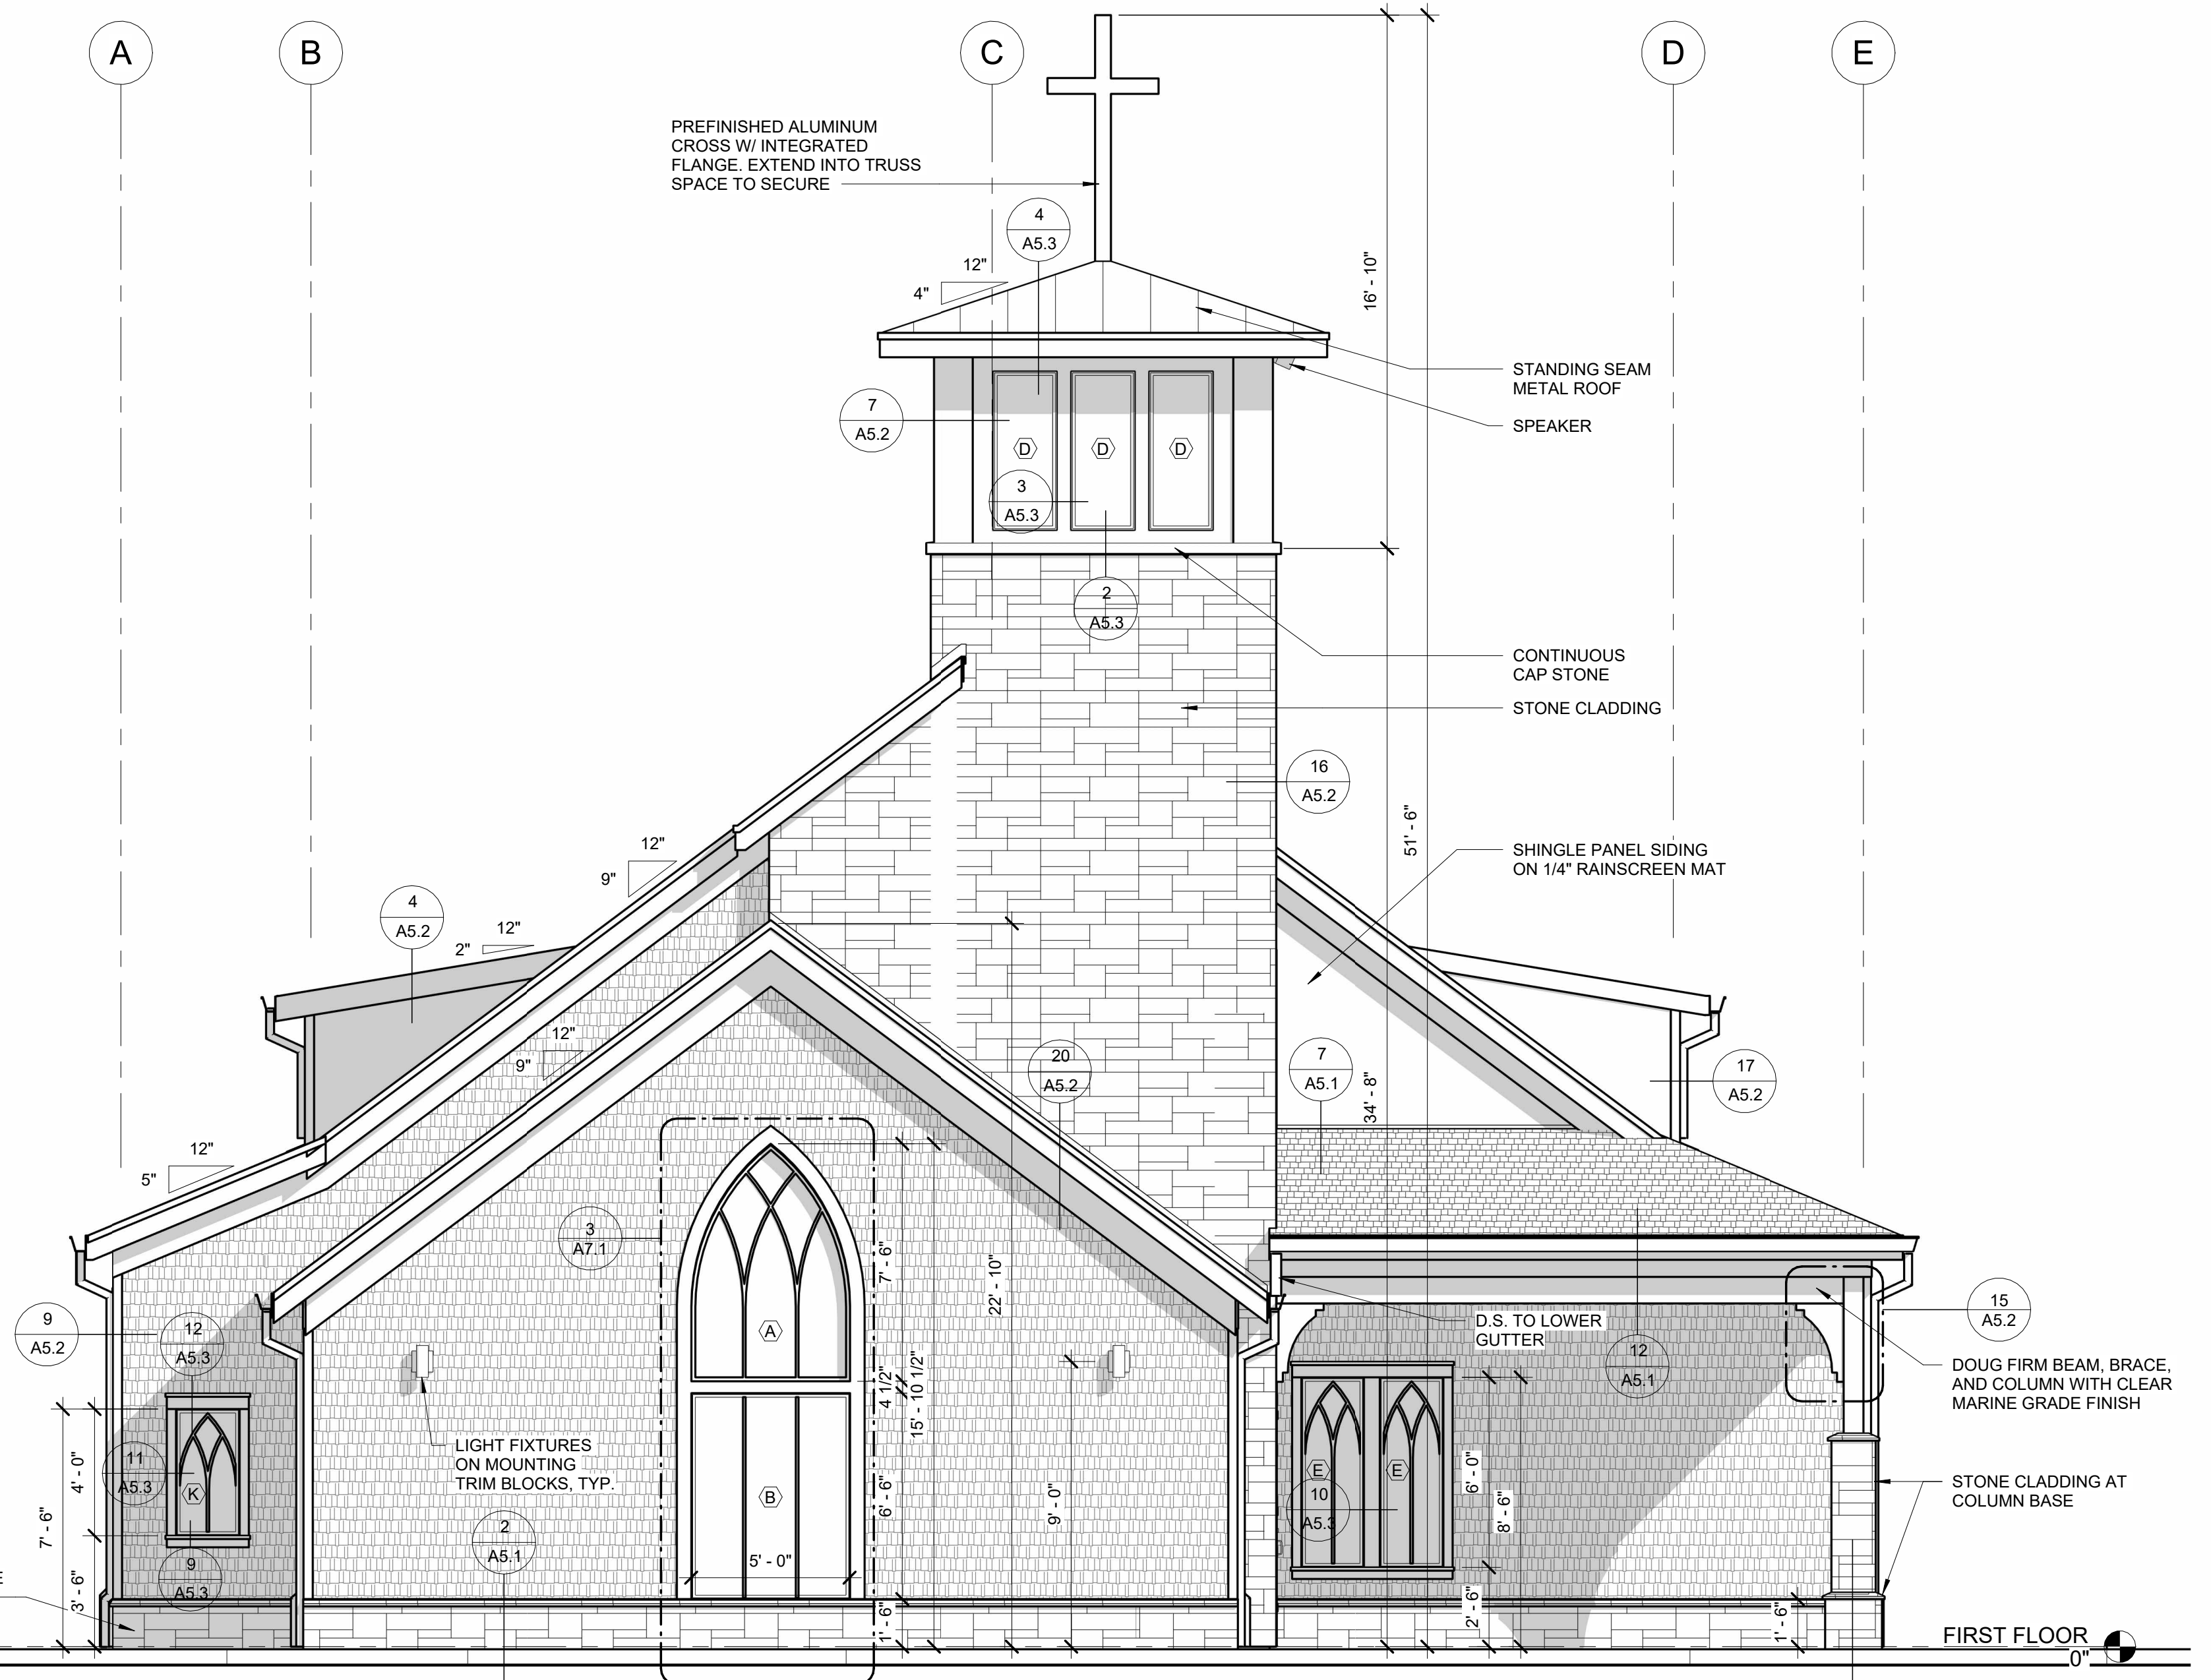 A
B
C
D
E
PREFINISHED ALUMINUM
CROSS W/ INTEGRATED
FLANGE. EXTEND INTO TRUSS
SPACE TO SECURE
4
A5.3
12"
4"
16' - 10"
STANDING SEAM
METAL ROOF
SPEAKER
7
A5.2
D
D
D
3
A5.3
2
A5.3
CONTINUOUS
CAP STONE
STONE CLADDING
16
A5.2
51' - 6"
SHINGLE PANEL SIDING
ON 1/4" RAINSCREEN MAT
12"
9"
4
A5.2
12"
2"
12"
9"
20
A5.2
7
A5.1
34' - 8"
17
A5.2
12"
5"
3
A7.1
7' - 6"
22' - 10"
9
A5.2
12
A5.3
A
4 1/2"
15' - 10 1/2"
D.S. TO LOWER
GUTTER
12
A5.1
15
A5.2
DOUG FIRM BEAM, BRACE,
AND COLUMN WITH CLEAR
MARINE GRADE FINISH
LIGHT FIXTURES
ON MOUNTING
TRIM BLOCKS, TYP.
11
A5.3
K
4' - 0"
7' - 6"
B
6' - 6"
9' - 0"
E
E
10
A5.3
6' - 0"
8' - 6"
STONE CLADDING AT
COLUMN BASE
2
A5.1
5' - 0"
9
A5.3
E
3' - 6"
1' - 6"
2' - 6"
1' - 6"
FIRST FLOOR
0"